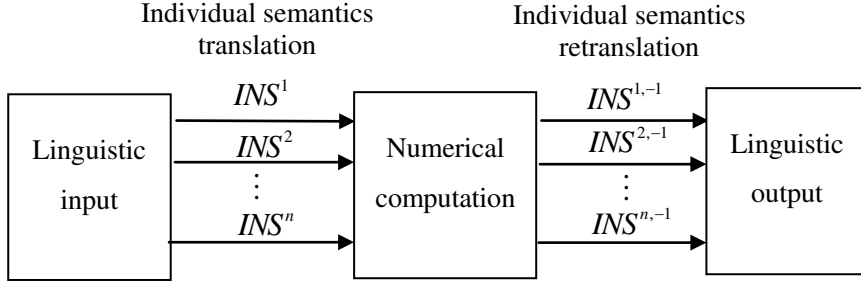 Individual semantics
translation
Individual semantics
retranslation
Linguistic
input
INS^1
INS^2
⋮
INS^n
Numerical
computation
INS^{1,-1}
INS^{2,-1}
⋮
INS^{n,-1}
Linguistic
output